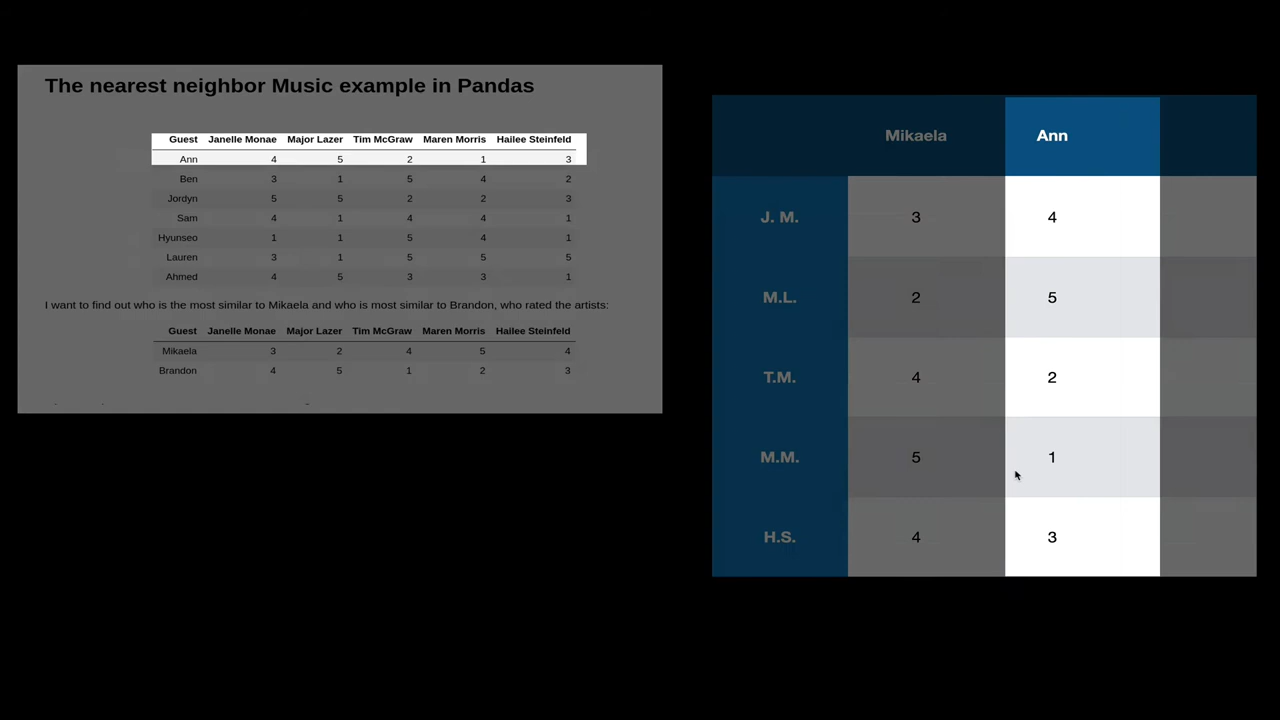 The nearest neighbor Music example in Pandas
Guest Janelle Monae Major Lazer Tim McGraw Maren Morris Hailee Steinfeld
Ann 4 5 2 1 3
Ben 3 1 5 4 2
Jordyn 5 5 2 2 3
Sam 4 1 4 4 1
Hyunseo 1 1 5 4 1
Lauren 3 1 5 5 5
Ahmed 4 5 3 3 1
I want to find out who is the most similar to Mikaela and who is most similar to Brandon, who rated the artists:
Guest Janelle Monae Major Lazer Tim McGraw Maren Morris Hailee Steinfeld
Mikaela 3 2 4 5 4
Brandon 4 5 1 2 3
Mikaela Ann
J. M. 3 4
M.L. 2 5
T.M. 4 2
M.M. 5 1
H.S. 4 3